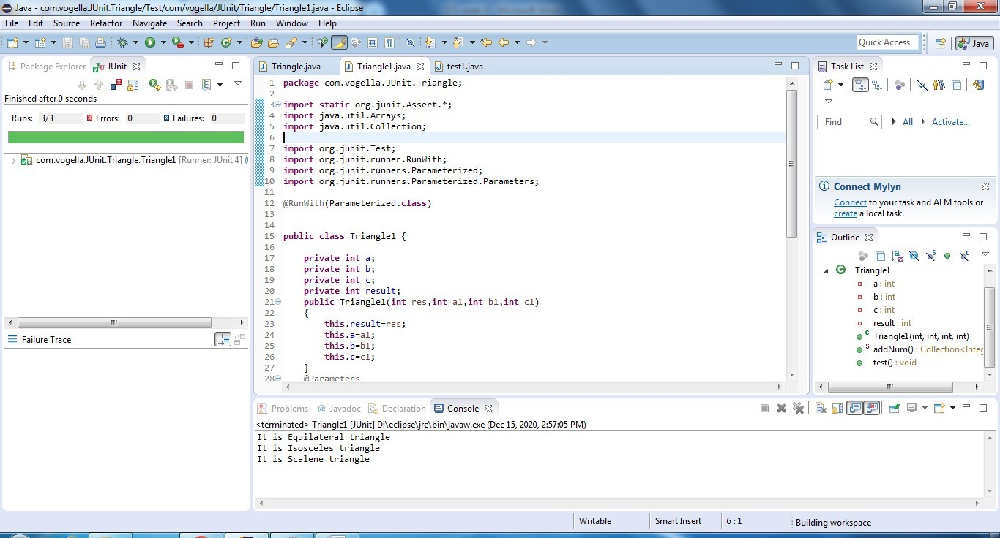 Java - com.vogella.JUnit.Triangle/Test/com/vogella/JUnit/Triangle/Triangle1.java - Eclipse
File Edit Source Refactor Navigate Search Project Run Window Help
Quick Access
Java
Package Explorer JUnit
Finished after 0 seconds
Runs: 3/3 Errors: 0 Failures: 0
com.vogella.JUnit.Triangle.Triangle1 [Runner: JUnit 4] (
Failure Trace
Triangle.java Triangle1.java test1.java
1 package com.vogella.JUnit.Triangle;
2
3 import static org.junit.Assert.*;
4 import java.util.Arrays;
5 import java.util.Collection;
6
7 import org.junit.Test;
8 import org.junit.runner.RunWith;
9 import org.junit.runners.Parameterized;
10 import org.junit.runners.Parameterized.Parameters;
11
12 @RunWith(Parameterized.class)
13
14
15 public class Triangle1 {
16
17 private int a;
18 private int b;
19 private int c;
20 private int result;
21 public Triangle1(int res,int a1,int b1,int c1)
22 {
23 this.result=res;
24 this.a=a1;
25 this.b=b1;
26 this.c=c1;
27 }
28 @Parameters
Task List
Find All Activate...
Connect Mylyn
Connect to your task and ALM tools or
create a local task.
Outline
Triangle1
a : int
b : int
c : int
result : int
Triangle1(int, int, int, int)
addNum() : Collection<Integ
test() : void
Problems @ Javadoc Declaration Console
<terminated> Triangle1 [JUnit] D:\eclipse\jre\bin\javaw.exe (Dec 15, 2020, 2:57:05 PM)
It is Equilateral triangle
It is Isosceles triangle
It is Scalene triangle
Writable Smart Insert 6 : 1 Building workspace